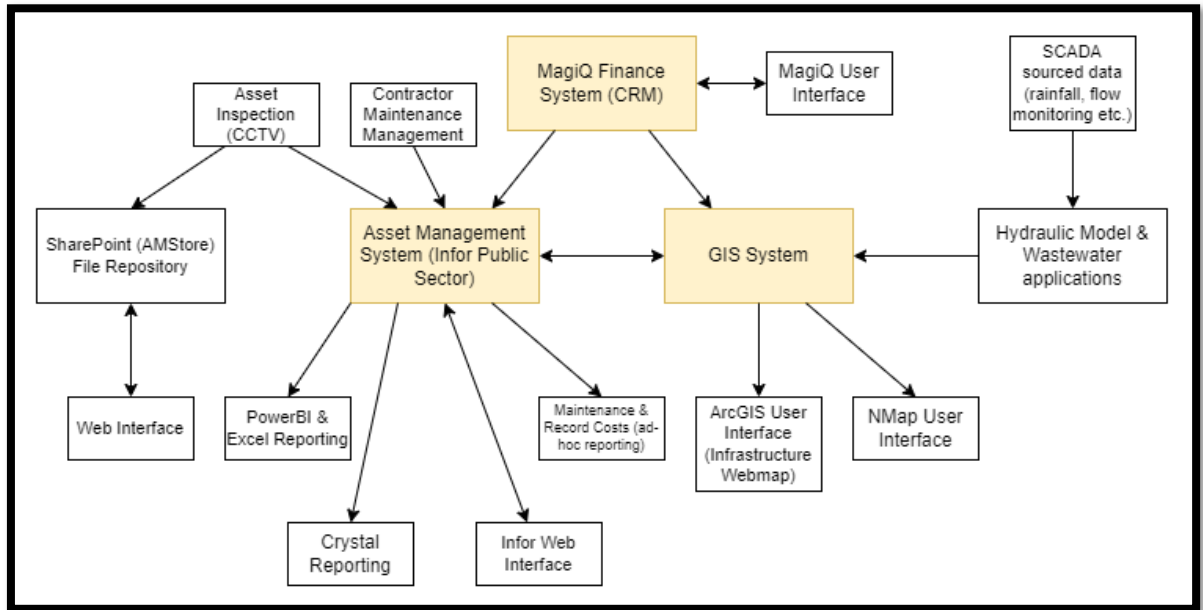 MagiQ Finance
System (CRM)
MagiQ User
Interface
SCADA
sourced data
(rainfall, flow
monitoring etc.)
Asset
Inspection
(CCTV)
Contractor
Maintenance
Management
SharePoint (AMStore)
File Repository
Asset Management
System (Infor Public
Sector)
GIS System
Hydraulic Model &
Wastewater
applications
Web Interface
PowerBI &
Excel Reporting
Maintenance &
Record Costs (ad-
hoc reporting)
ArcGIS User
Interface
(Infrastructure
Webmap)
NMap User
Interface
Crystal
Reporting
Infor Web
Interface